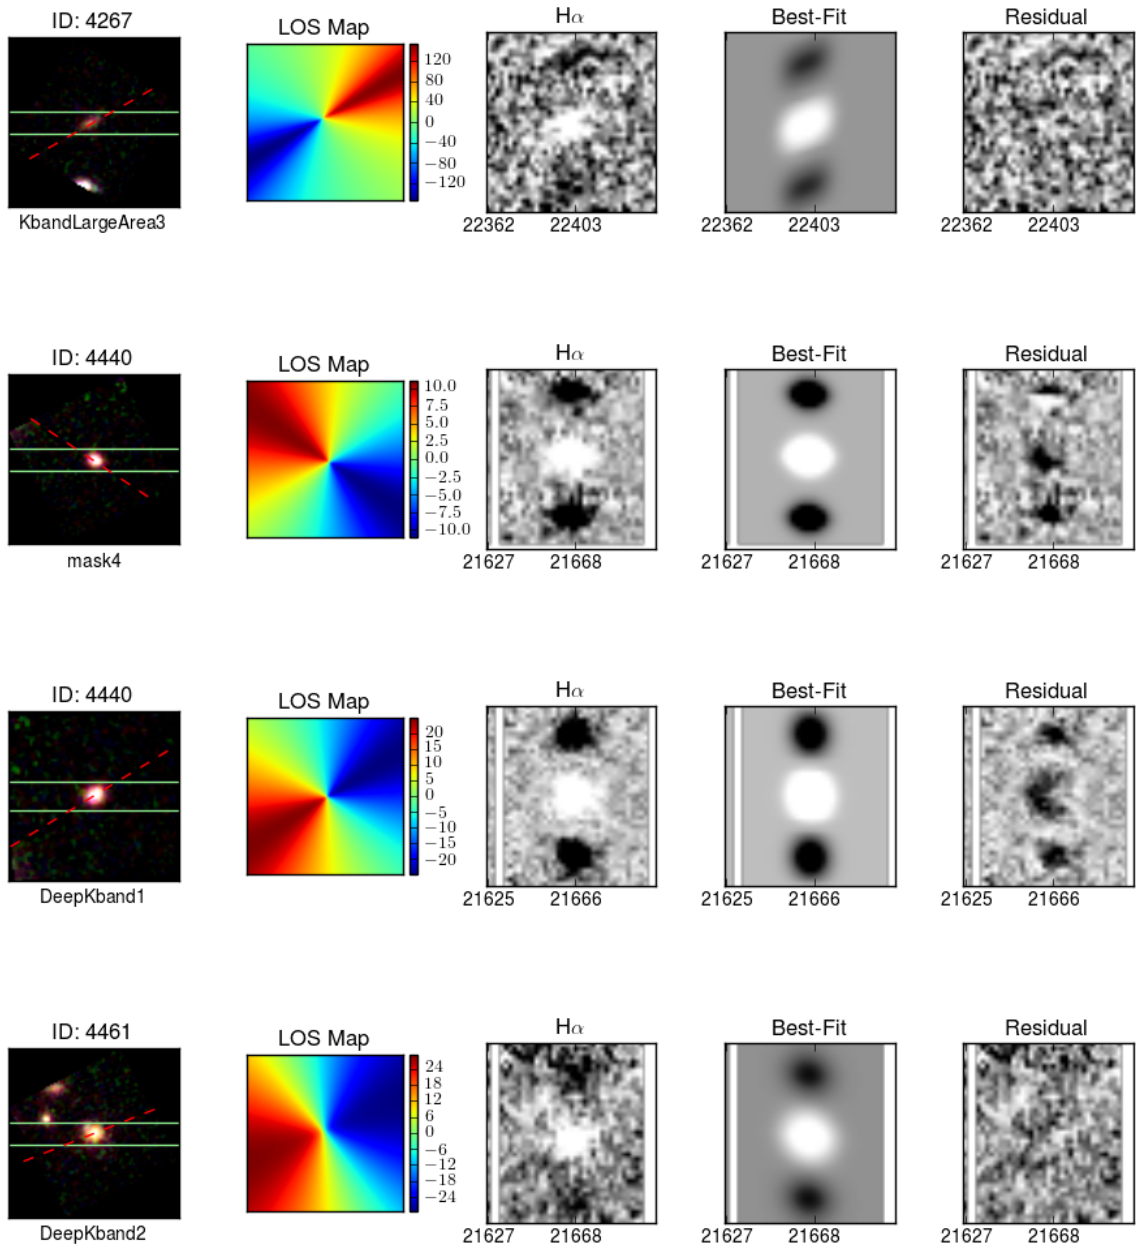 ID: 4267 LOS Map Hα Best-Fit Residual
120
80
40
0
−40
−80
−120
22362 22403 22362 22403 22362 22403
KbandLargeArea3
ID: 4440 LOS Map Hα Best-Fit Residual
10.0
7.5
5.0
2.5
0.0
−2.5
−5.0
−7.5
−10.0
21627 21668 21627 21668 21627 21668
mask4
ID: 4440 LOS Map Hα Best-Fit Residual
20
15
10
5
0
−5
−10
−15
−20
21625 21666 21625 21666 21625 21666
DeepKband1
ID: 4461 LOS Map Hα Best-Fit Residual
24
18
12
6
0
−6
−12
−18
−24
21627 21668 21627 21668 21627 21668
DeepKband2